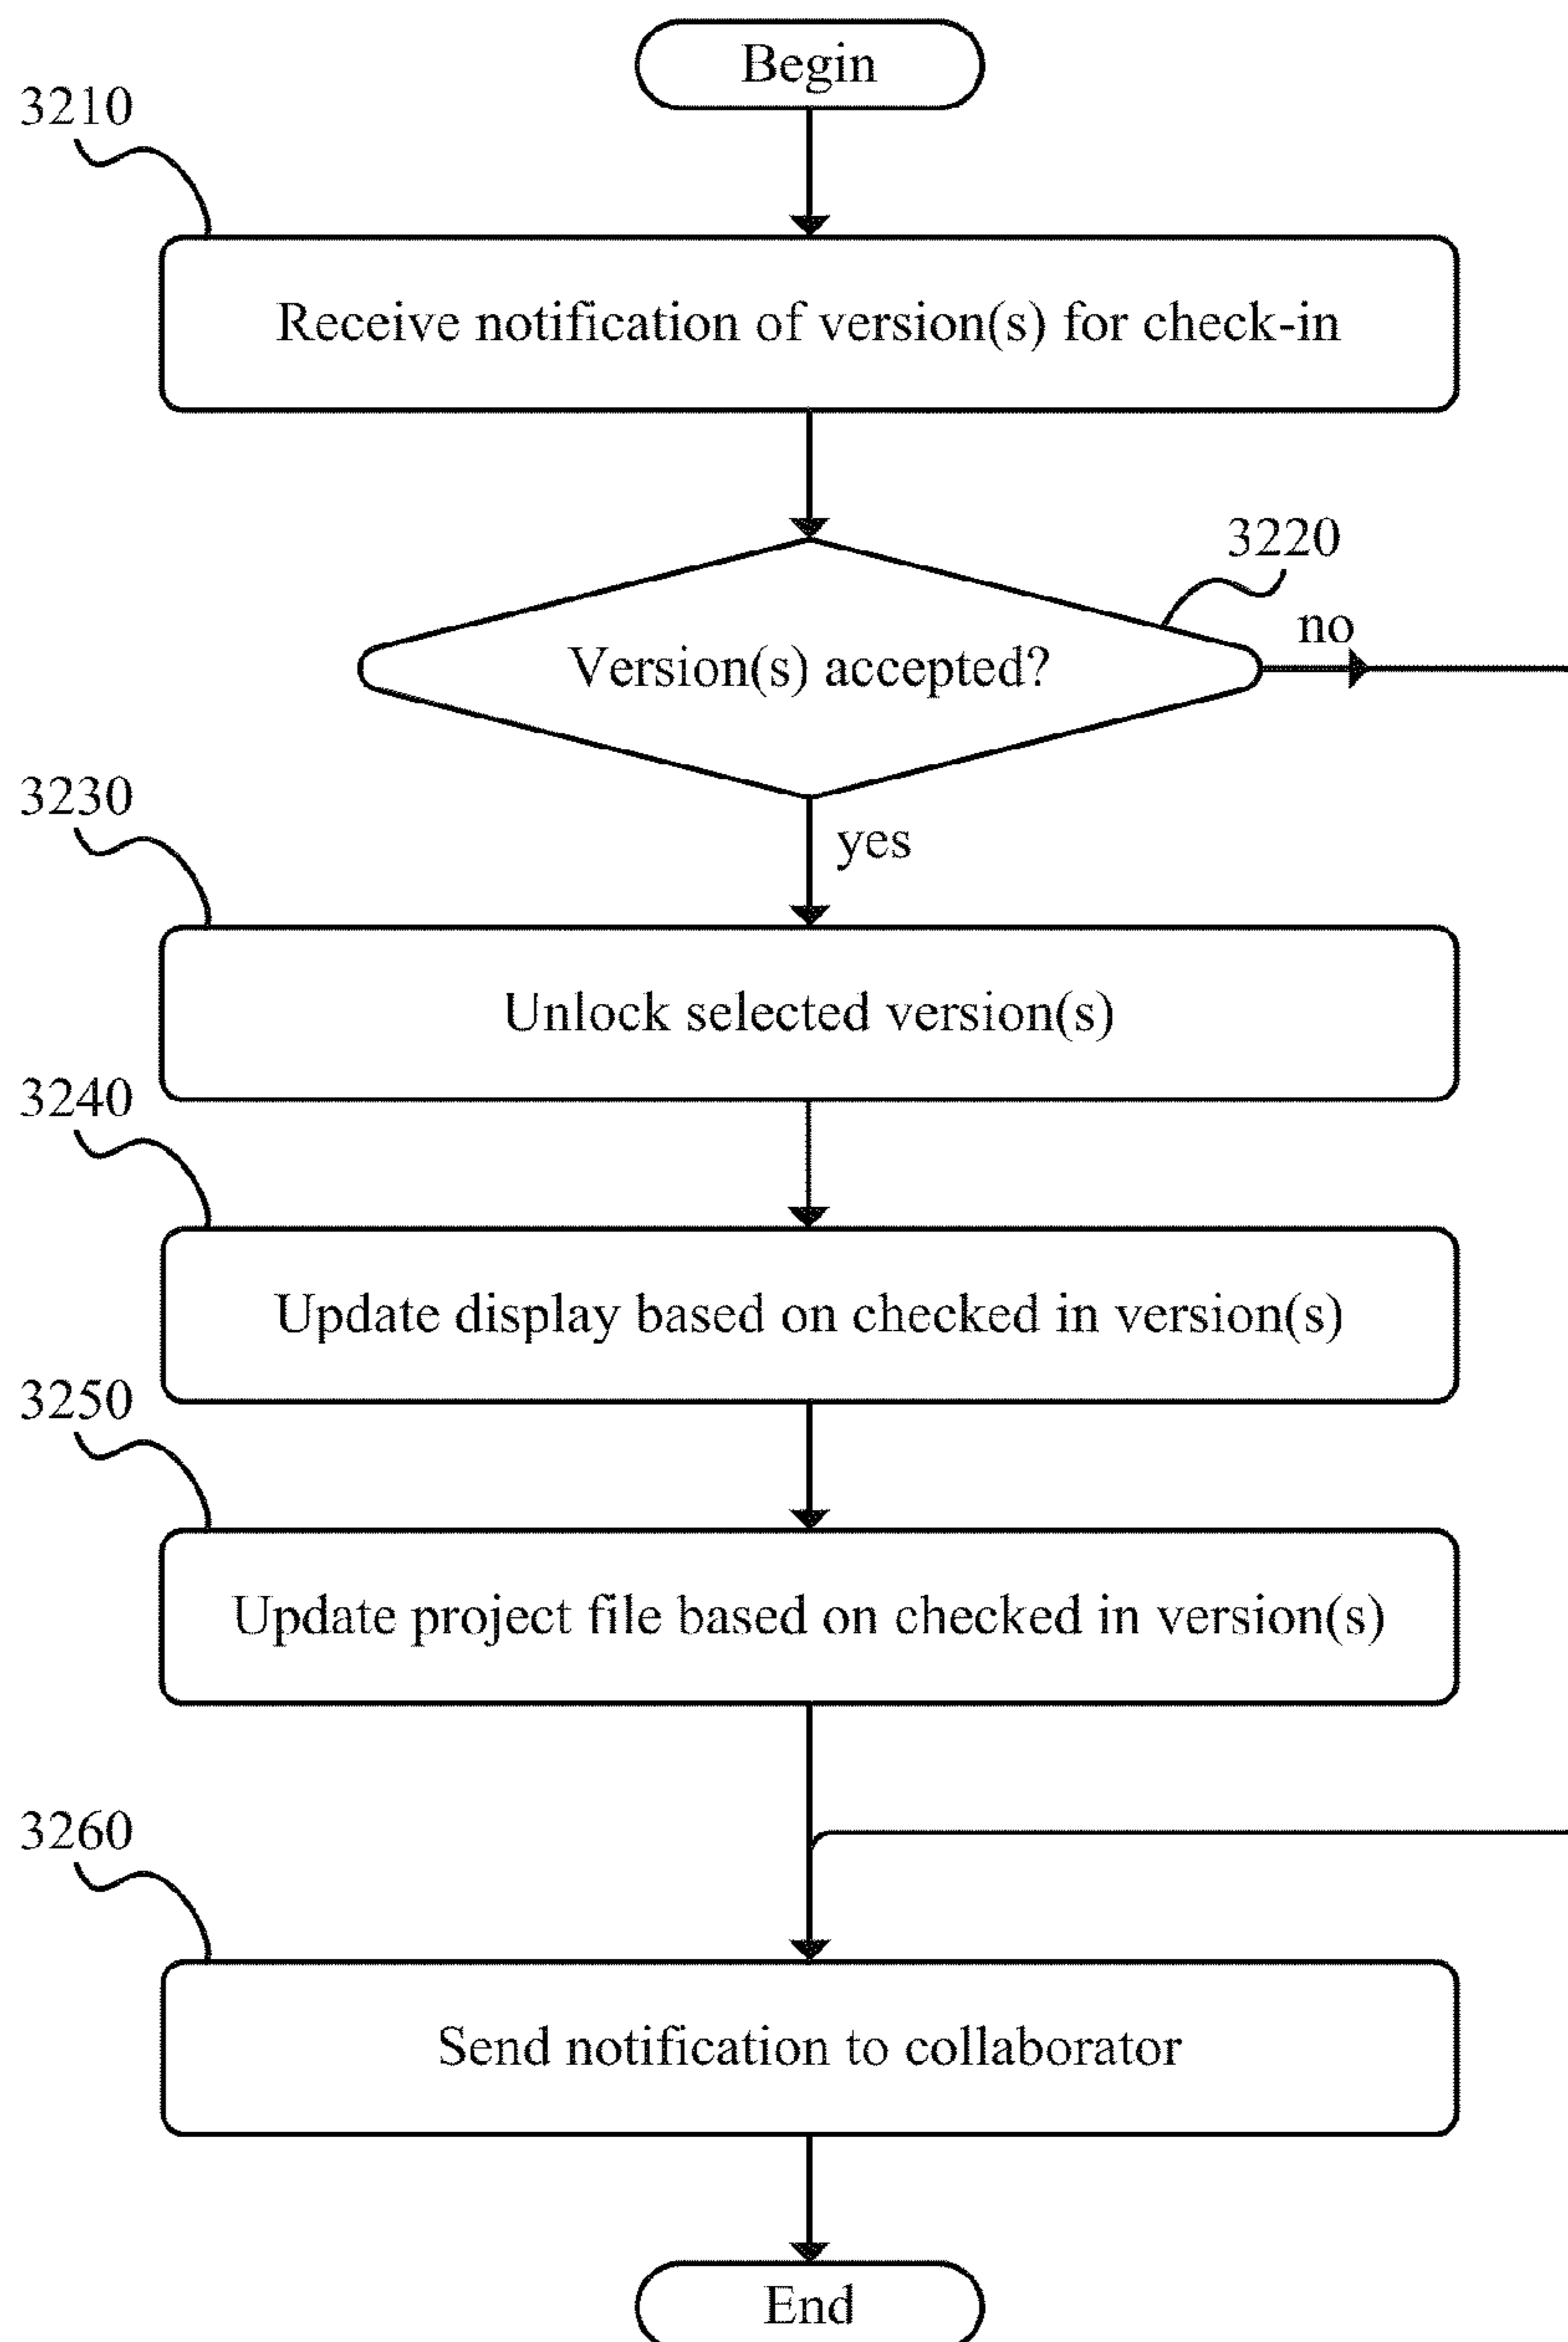 Begin
3210
Receive notification of version(s) for check-in
3220
no
Version(s) accepted?
3230
yes
Unlock selected version(s)
3240
Update display based on checked in version(s)
3250
Update project file based on checked in version(s)
3260
Send notification to collaborator
End